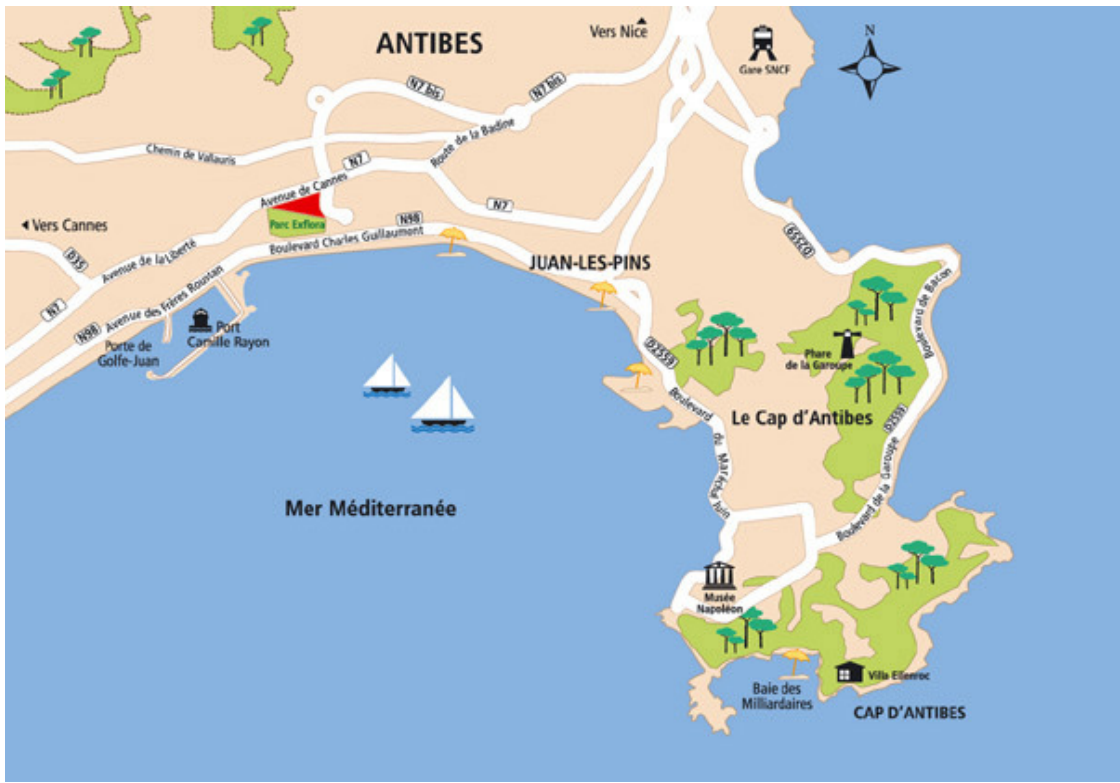 ANTIBES
Vers Nice
Gare SNCF
N
N7 bis
N7 bis
Chemin de Vallauris
Route de la Badine
N7
Avenue de Cannes
Parc Exflora
N7
Vers Cannes
N98
Boulevard Charles Guillaumont
D35
Avenue de la Liberté
D2559
JUAN-LES-PINS
N7
Avenue des Frères Roustan
N98
Port
Camille Rayon
Porte de
Golfe-Juan
D2559
Boulevard de Bacon
Phare
de la Garoupe
Le Cap d'Antibes
Boulevard du Maréchal Juin
D2559
Boulevard de la Garoupe
Mer Méditerranée
Musée
Napoléon
Villa Eilenroc
Baie des
Milliardaires
CAP D'ANTIBES